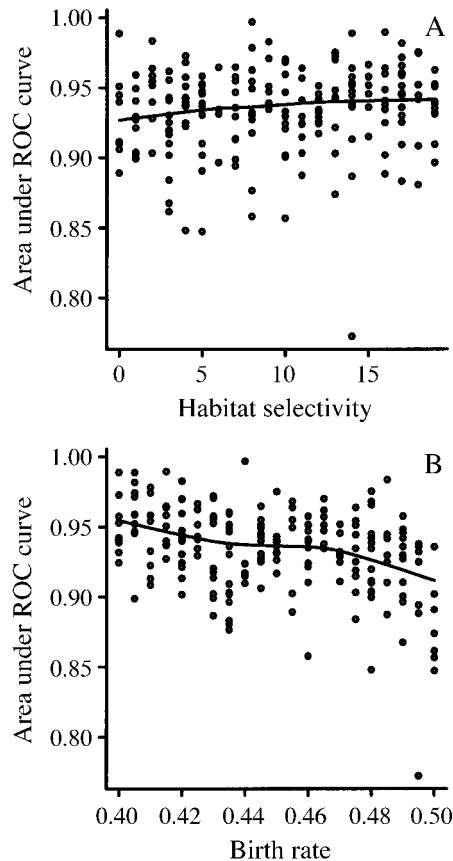 A
1.00
0.95
0.90
0.85
0.80
Area under ROC curve
0 5 10 15
Habitat selectivity
B
1.00
0.95
0.90
0.85
0.80
Area under ROC curve
0.40 0.42 0.44 0.46 0.48 0.50
Birth rate